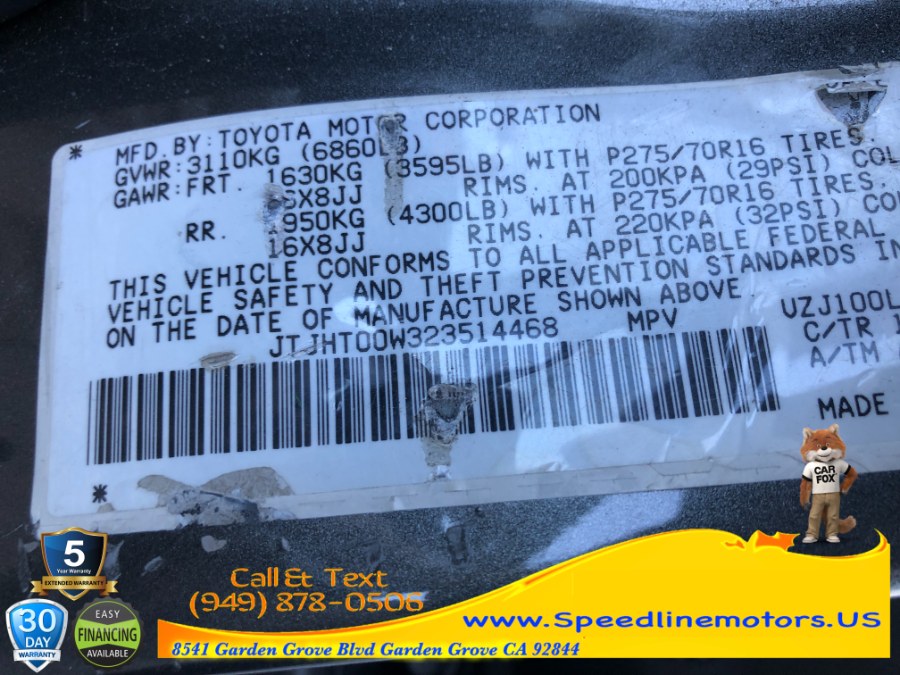 MFD. BY: TOYOTA MOTOR CORPORATION
GVWR: 3110KG (6860LB)
GAWR: FRT. 1630KG (3595LB) WITH P275/70R16 TIRES
16X8JJ RIMS. AT 200KPA (29PSI) COL
RR. 1950KG (4300LB) WITH P275/70R16 TIRES.
16X8JJ RIMS. AT 220KPA (32PSI) CO
THIS VEHICLE CONFORMS TO ALL APPLICABLE FEDERAL
VEHICLE SAFETY AND THEFT PREVENTION STANDARDS IN
ON THE DATE OF MANUFACTURE SHOWN ABOVE
JTJHT00W323514468 MPV UZJ100L
C/TR
A/TM
MADE
CAR
FOX
5
Year Warranty
EXTENDED WARRANTY
30
DAY
WARRANTY
EASY
FINANCING
AVAILABLE
Call & Text
(949) 878-0506
www.Speedlinemotors.US
8541 Garden Grove Blvd Garden Grove CA 92844